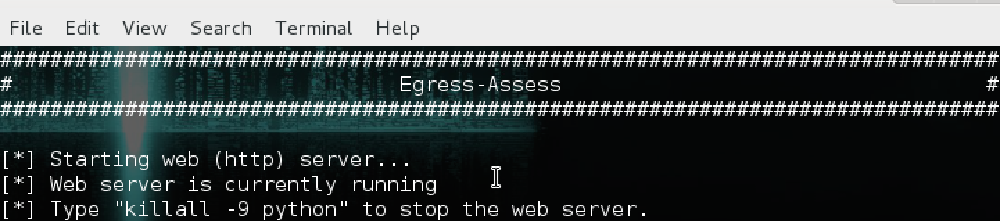 File Edit View Search Terminal Help
################################################################################
# Egress-Assess #
################################################################################
[*] Starting web (http) server...
[*] Web server is currently running
[*] Type "killall -9 python" to stop the web server.